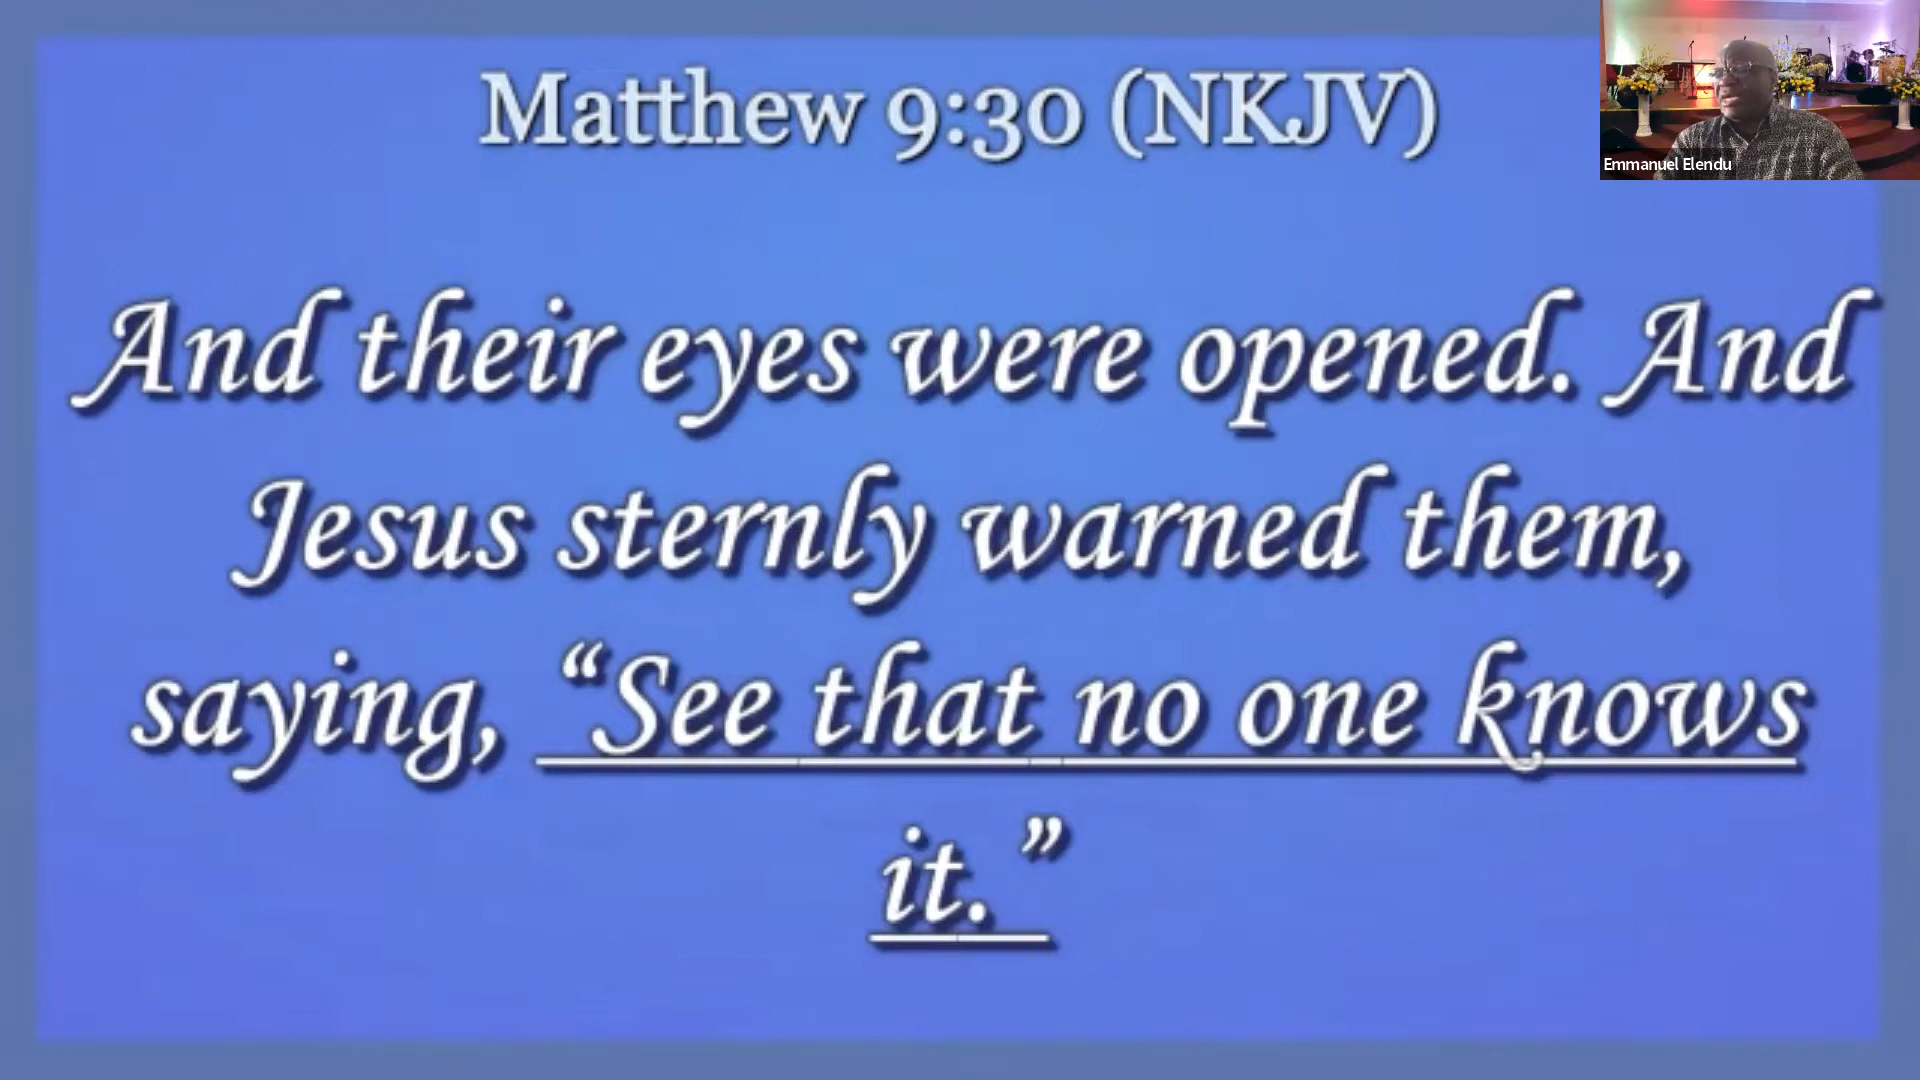 Matthew 9:30 (NKJV)
Emmanuel Elendu
And their eyes were opened. And
Jesus sternly warned them,
saying, “See that no one knows
it.”